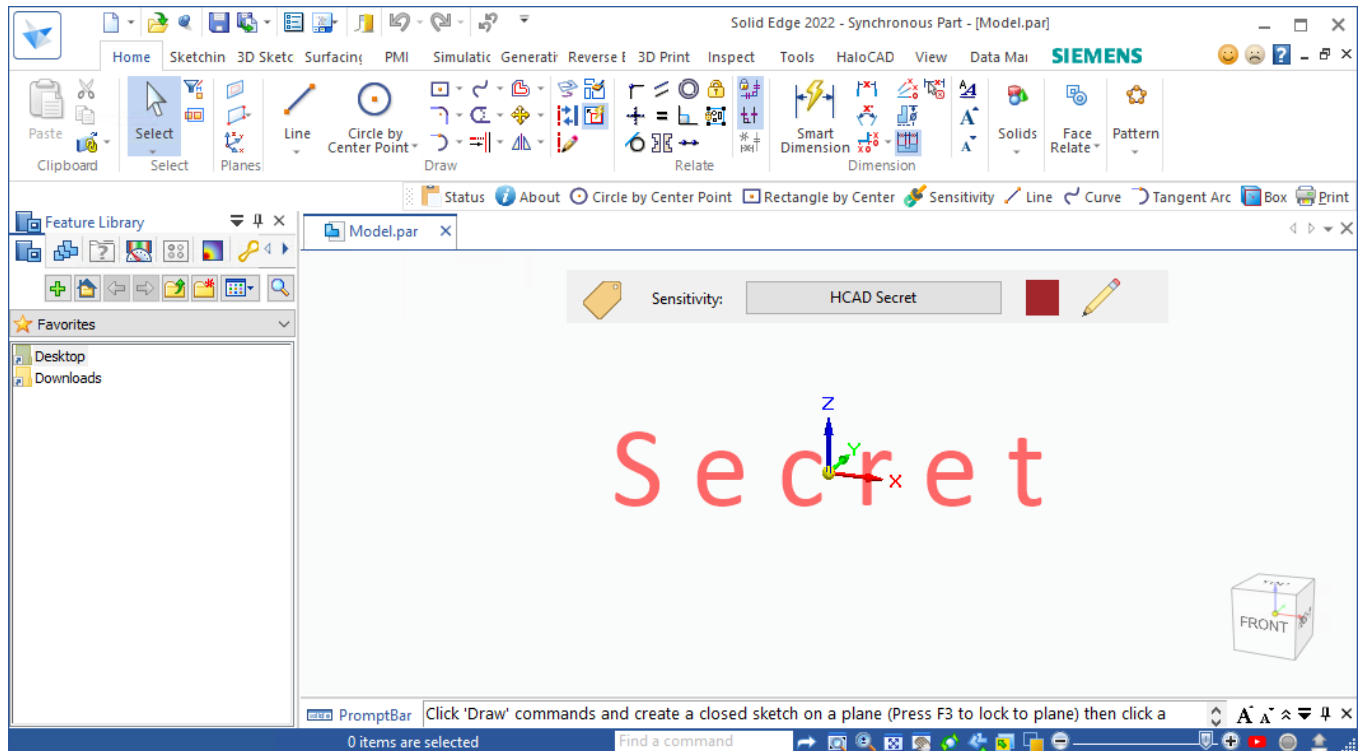 Solid Edge 2022 - Synchronous Part - [Model.par]
Home Sketchin 3D Sketc Surfacing PMI Simulatic Generati Reverse E 3D Print Inspect Tools HaloCAD View Data Mai SIEMENS
Paste
Clipboard
Select
Select
Planes
Line
Circle by
Center Point
Draw
Relate
Smart
Dimension
Dimension
Solids
Face
Relate
Pattern
Status About Circle by Center Point Rectangle by Center Sensitivity Line Curve Tangent Arc Box Print
Feature Library
Model.par
Sensitivity: HCAD Secret
Favorites
Desktop
Downloads
Secret
Z
Y
X
FRONT
PromptBar Click 'Draw' commands and create a closed sketch on a plane (Press F3 to lock to plane) then click a
0 items are selected
Find a command